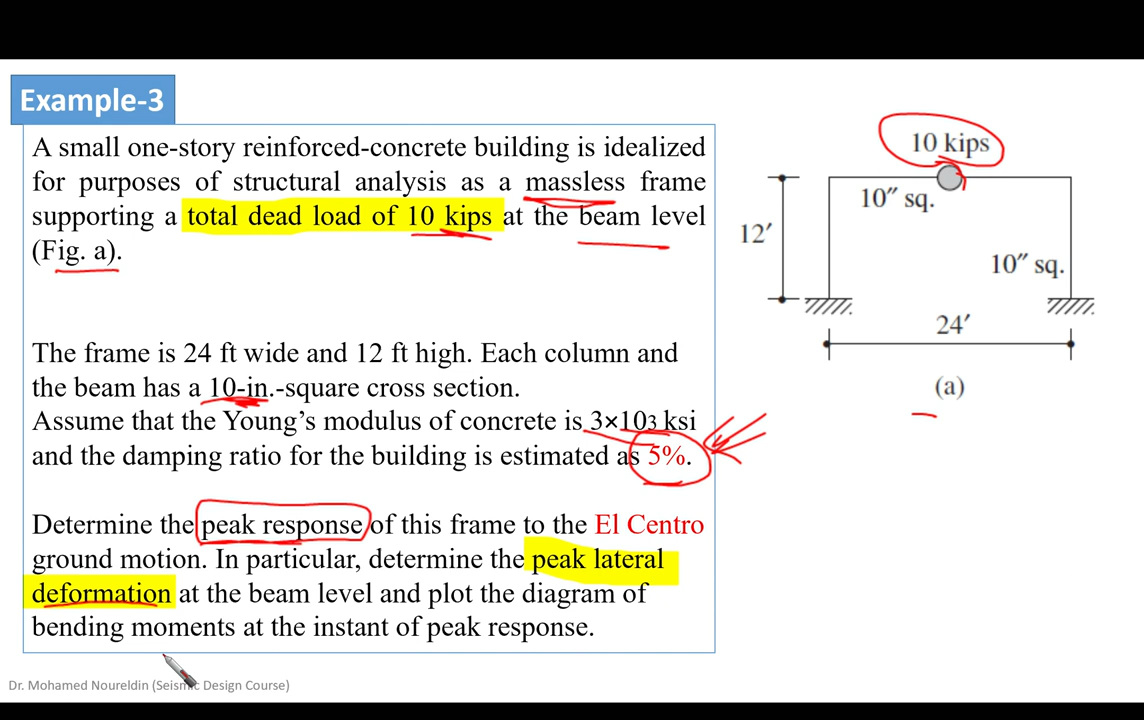 Example-3
A small one-story reinforced-concrete building is idealized
for purposes of structural analysis as a massless frame
supporting a total dead load of 10 kips at the beam level
(Fig. a).
The frame is 24 ft wide and 12 ft high. Each column and
the beam has a 10-in.-square cross section.
Assume that the Young’s modulus of concrete is 3×103 ksi
and the damping ratio for the building is estimated as 5%.
Determine the peak response of this frame to the El Centro
ground motion. In particular, determine the peak lateral
deformation at the beam level and plot the diagram of
bending moments at the instant of peak response.
10 kips
10″ sq.
12′
10″ sq.
24′
(a)
Dr. Mohamed Noureldin (Seismic Design Course)